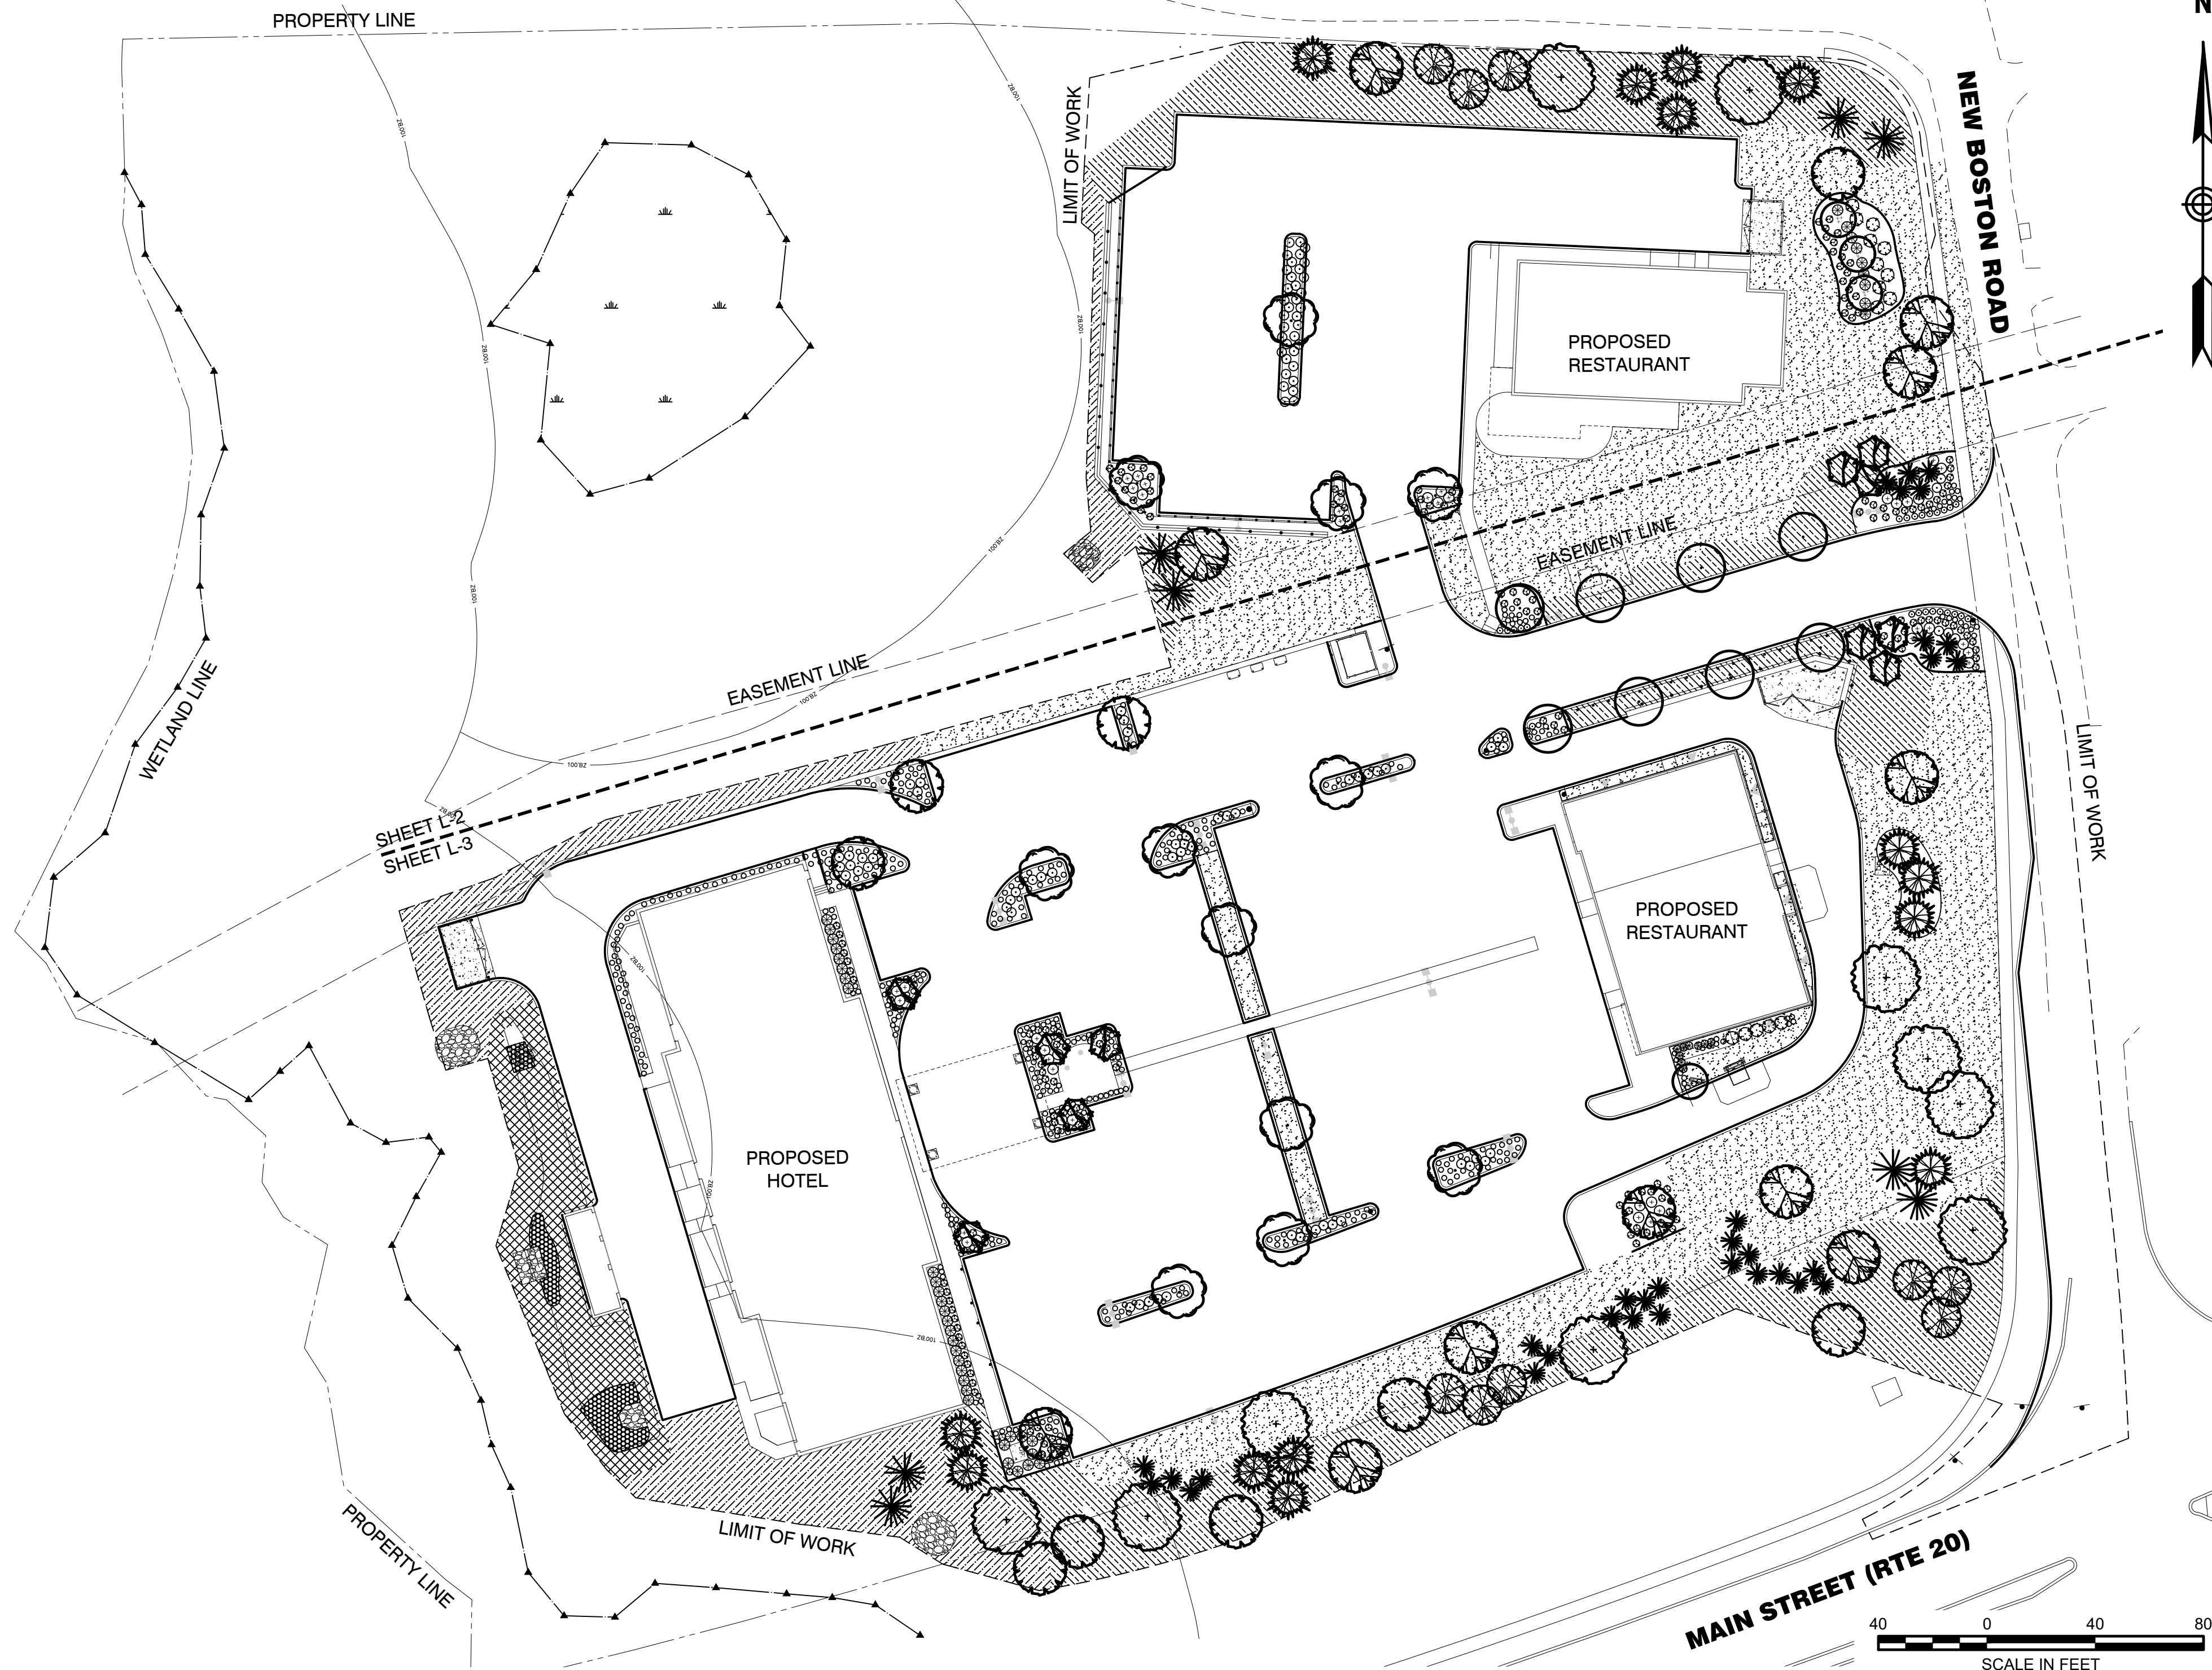 PROPERTY LINE
N
LIMIT OF WORK
NEW BOSTON ROAD
PROPOSED
RESTAURANT
EASEMENT LINE
EASEMENT LINE
WETLAND LINE
SHEET L-2
SHEET L-3
LIMIT OF WORK
PROPOSED
RESTAURANT
PROPOSED
HOTEL
PROPERTY LINE
LIMIT OF WORK
MAIN STREET (RTE 20)
40 0 40 80
SCALE IN FEET